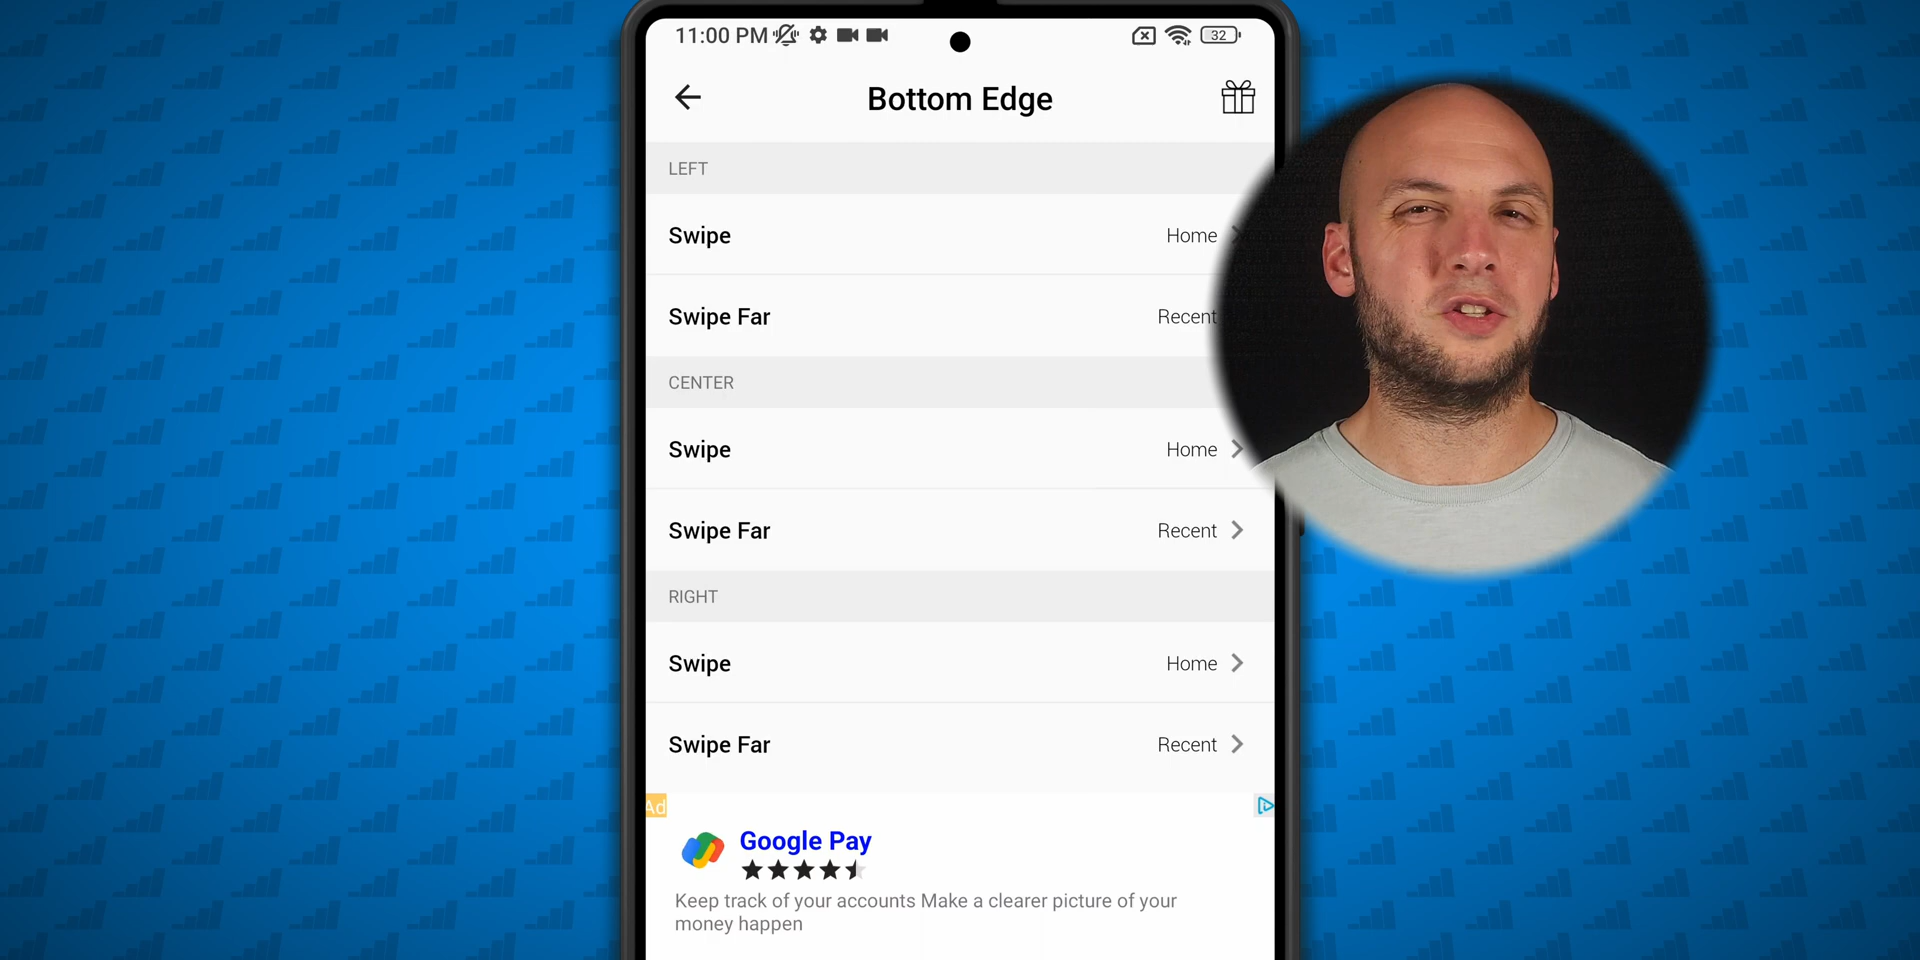 11:00 PM 32
Bottom Edge
LEFT
Swipe Home
Swipe Far Recent
CENTER
Swipe Home
Swipe Far Recent
RIGHT
Swipe Home
Swipe Far Recent
Ad
Google Pay
Keep track of your accounts Make a clearer picture of your
money happen